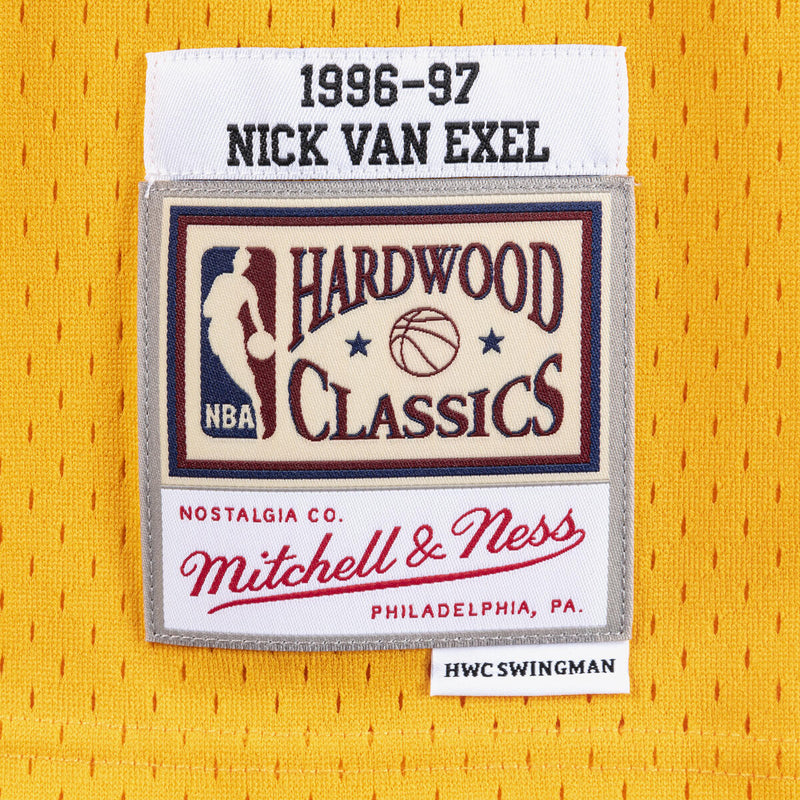 1996-97
NICK VAN EXEL
HARDWOOD
CLASSICS
NBA
NOSTALGIA CO.
Mitchell & Ness
PHILADELPHIA, PA.
HWC SWINGMAN